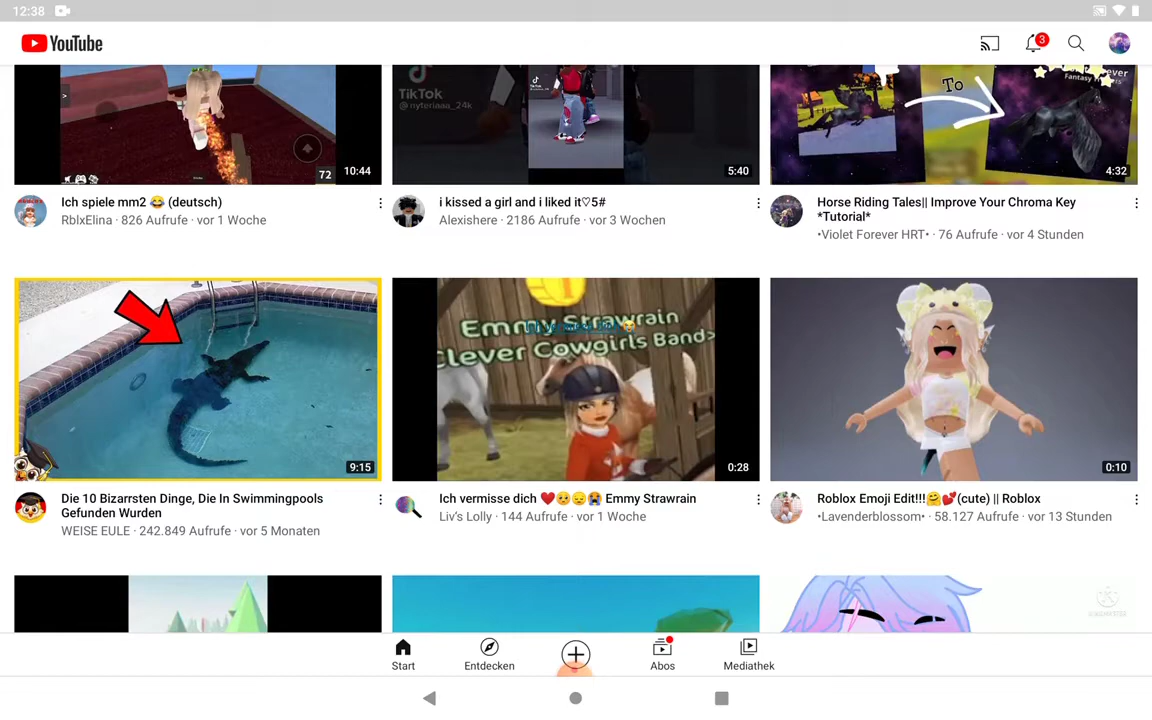 12:38
YouTube
3
72
10:44
TikTok
@nyteriaaa_24k
TikTok
5:40
To
Forever
4:32
Ich spiele mm2 😂 (deutsch)
RblxElina · 826 Aufrufe · vor 1 Woche
i kissed a girl and i liked it♡5#
Alexishere · 2186 Aufrufe · vor 3 Wochen
Horse Riding Tales|| Improve Your Chroma Key
*Tutorial*
•Violet Forever HRT• · 76 Aufrufe · vor 4 Stunden
9:15
Emmy Strawrain
Clever Cowgirls Band>
0:28
0:10
Die 10 Bizarrsten Dinge, Die In Swimmingpools
Gefunden Wurden
WEISE EULE · 242.849 Aufrufe · vor 5 Monaten
Ich vermisse dich ❤️🥺😔😭 Emmy Strawrain
Liv's Lolly · 144 Aufrufe · vor 1 Woche
Roblox Emoji Edit!!!🤗💕(cute) || Roblox
•Lavenderblossom• · 58.127 Aufrufe · vor 13 Stunden
Start
Entdecken
Abos
Mediathek